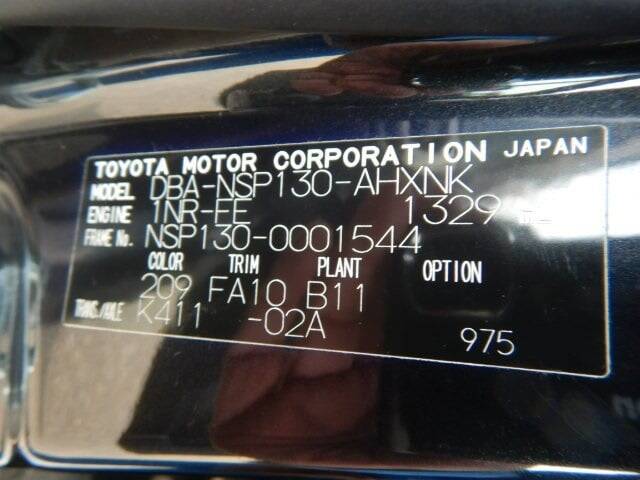 TOYOTA MOTOR CORPORATION JAPAN
MODEL DBA-NSP130-AHXNK
ENGINE 1NR-FE 1329
FRAME No. NSP130-0001544
COLOR TRIM PLANT OPTION
209 FA10 B11
TRANS/AXLE K411 -02A
975